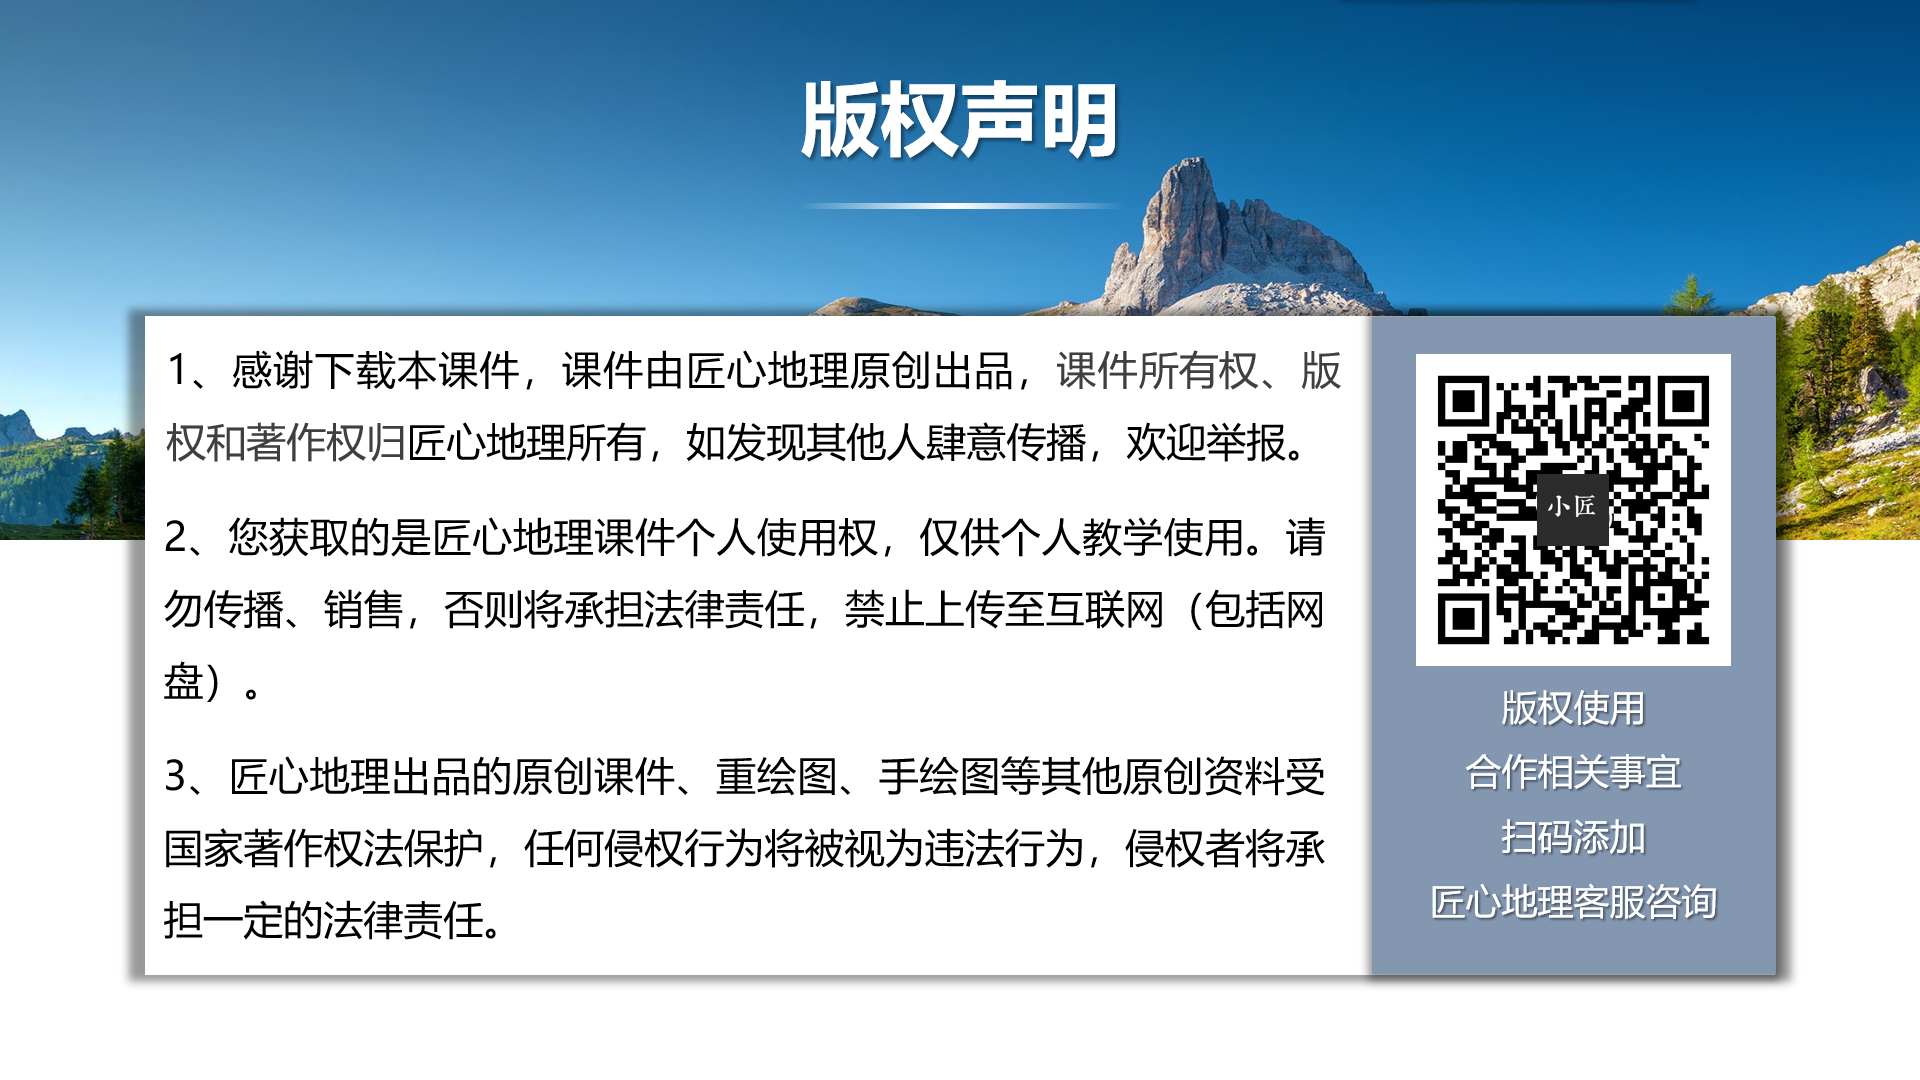 版权声明
1、感谢下载本课件，课件由匠心地理原创出品，课件所有权、版
权和著作权归匠心地理所有，如发现其他人肆意传播，欢迎举报。
2、您获取的是匠心地理课件个人使用权，仅供个人教学使用。请
勿传播、销售，否则将承担法律责任，禁止上传至互联网（包括网
盘）。
3、匠心地理出品的原创课件、重绘图、手绘图等其他原创资料受
国家著作权法保护，任何侵权行为将被视为违法行为，侵权者将承
担一定的法律责任。
小匠
版权使用
合作相关事宜
扫码添加
匠心地理客服咨询